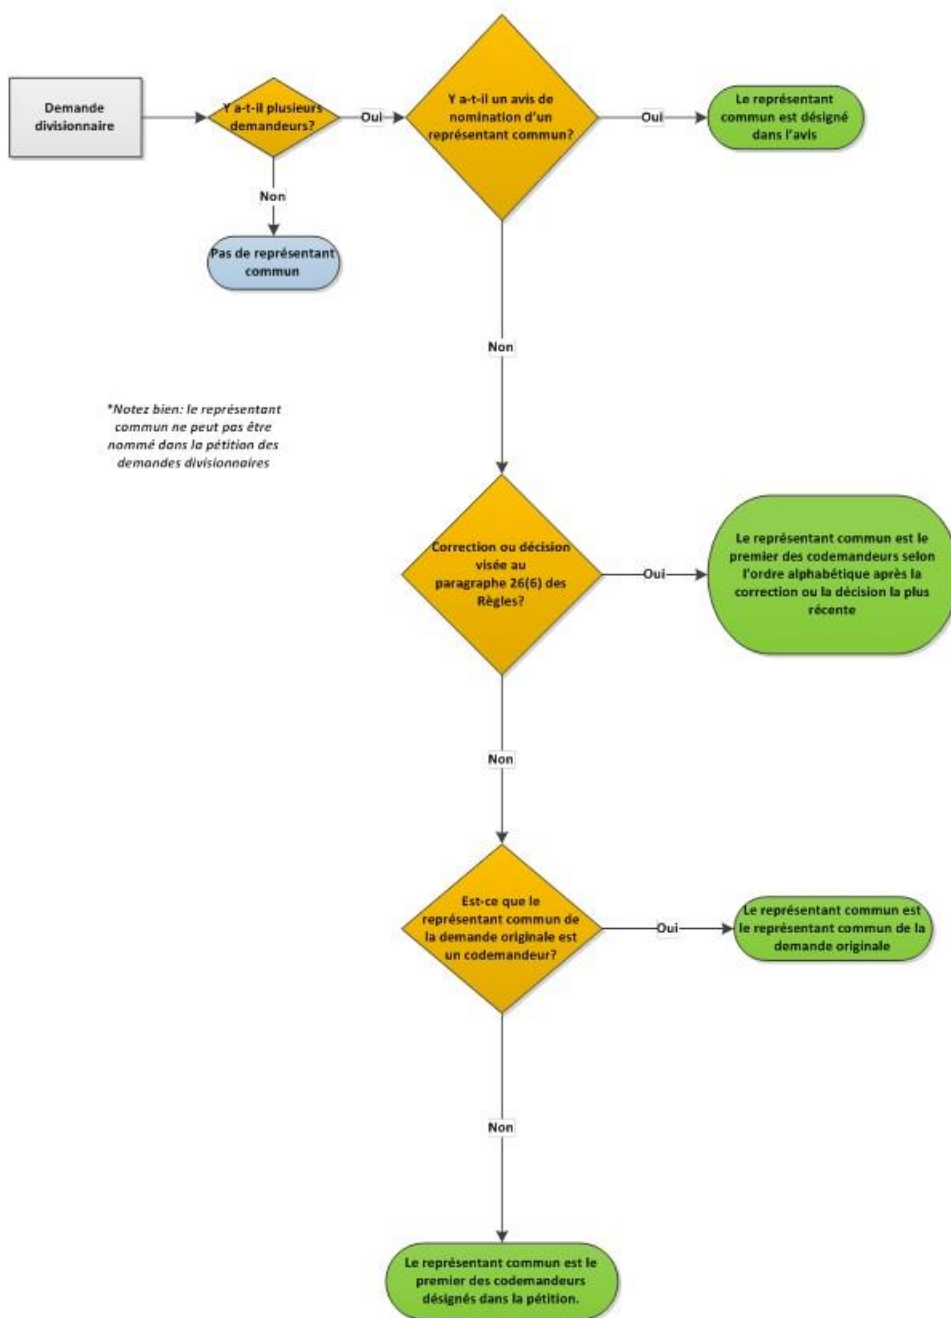 Demande
divisionnaire
Y a-t-il plusieurs
demandeurs?
Oui
Y a-t-il un avis de
nomination d'un
représentant commun?
Oui
Le représentant
commun est désigné
dans l'avis
Non
Pas de représentant
commun
Non
*Notez bien: le représentant
commun ne peut pas être
nommé dans la pétition des
demandes divisionnaires
Correction ou décision
visée au
paragraphe 26(6) des
Règles?
Oui
Le représentant commun est le
premier des codemandeurs selon
l'ordre alphabétique après la
correction ou la décision la plus
récente
Non
Est-ce que le
représentant commun de
la demande originale est
un codemandeur?
Oui
Le représentant commun est
le représentant commun de la
demande originale
Non
Le représentant commun est le
premier des codemandeurs
désignés dans la pétition.